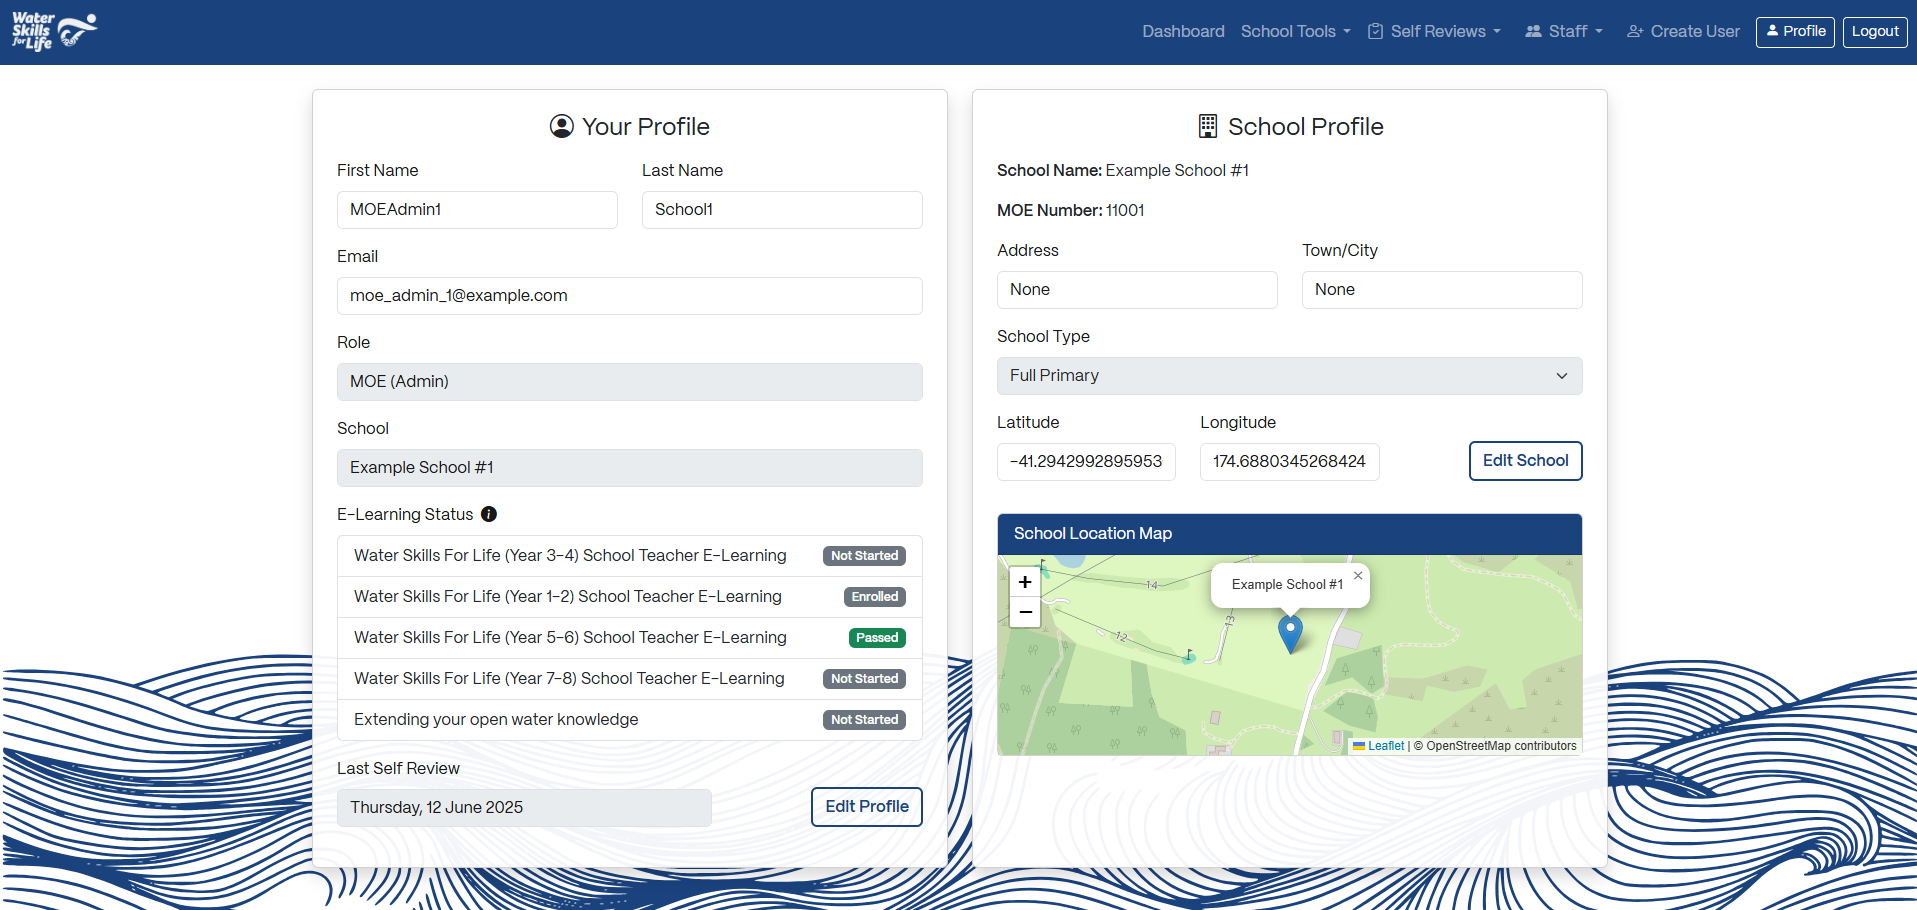 Water
Skills
for Life
Dashboard
School Tools
Self Reviews
Staff
Create User
Profile
Logout
Your Profile
First Name
Last Name
MOEAdmin1
School1
Email
moe_admin_1@example.com
Role
MOE (Admin)
School
Example School #1
E-Learning Status
Water Skills For Life (Year 3-4) School Teacher E-Learning
Not Started
Water Skills For Life (Year 1-2) School Teacher E-Learning
Enrolled
Water Skills For Life (Year 5-6) School Teacher E-Learning
Passed
Water Skills For Life (Year 7-8) School Teacher E-Learning
Not Started
Extending your open water knowledge
Not Started
Last Self Review
Thursday, 12 June 2025
Edit Profile
School Profile
School Name: Example School #1
MOE Number: 11001
Address
Town/City
None
None
School Type
Full Primary
Latitude
Longitude
-41.2942992895953
174.6880345268424
Edit School
School Location Map
+
−
14
Example School #1
×
13
12
Leaflet | © OpenStreetMap contributors